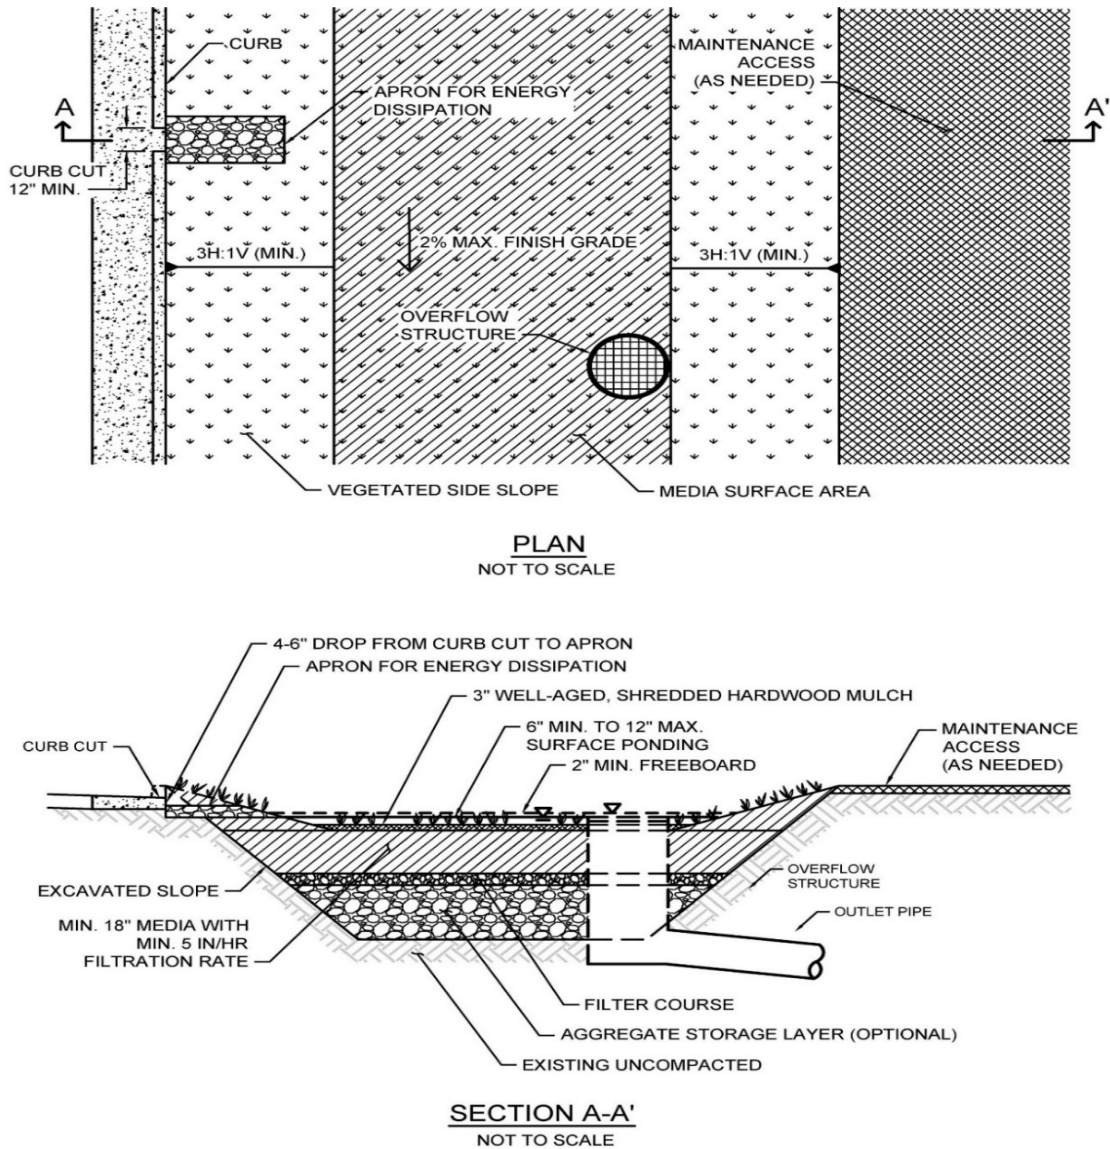 CURB
MAINTENANCE
ACCESS
(AS NEEDED)
APRON FOR ENERGY
DISSIPATION
A
A'
CURB CUT
12" MIN.
2% MAX. FINISH GRADE
3H:1V (MIN.)
3H:1V (MIN.)
OVERFLOW
STRUCTURE
VEGETATED SIDE SLOPE
MEDIA SURFACE AREA
PLAN
NOT TO SCALE
4-6" DROP FROM CURB CUT TO APRON
APRON FOR ENERGY DISSIPATION
3" WELL-AGED, SHREDDED HARDWOOD MULCH
6" MIN. TO 12" MAX.
SURFACE PONDING
2" MIN. FREEBOARD
CURB CUT
MAINTENANCE
ACCESS
(AS NEEDED)
EXCAVATED SLOPE
OVERFLOW
STRUCTURE
OUTLET PIPE
MIN. 18" MEDIA WITH
MIN. 5 IN/HR
FILTRATION RATE
FILTER COURSE
AGGREGATE STORAGE LAYER (OPTIONAL)
EXISTING UNCOMPACTED
SECTION A-A'
NOT TO SCALE